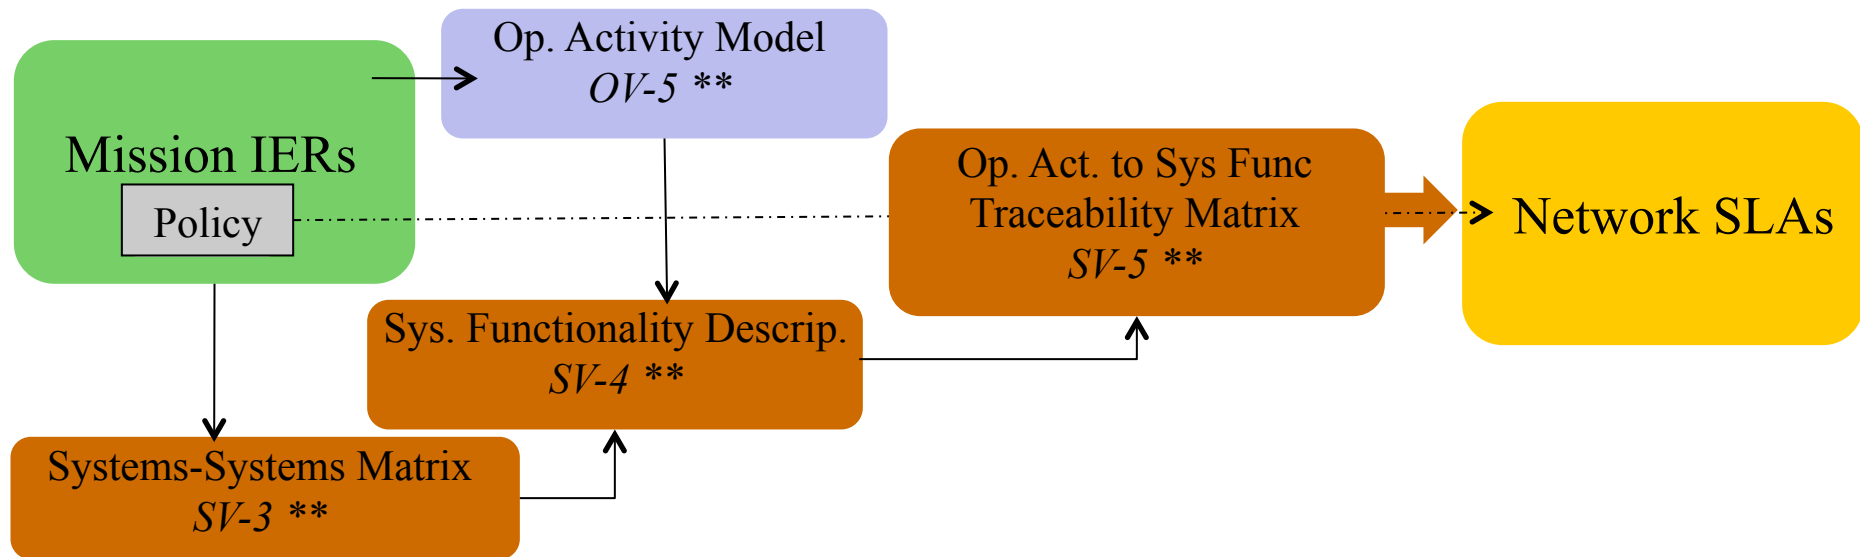 Op. Activity Model
OV-5 **
Mission IERs
Policy
Op. Act. to Sys Func
Traceability Matrix
SV-5 **
Network SLAs
Sys. Functionality Descrip.
SV-4 **
Systems-Systems Matrix
SV-3 **